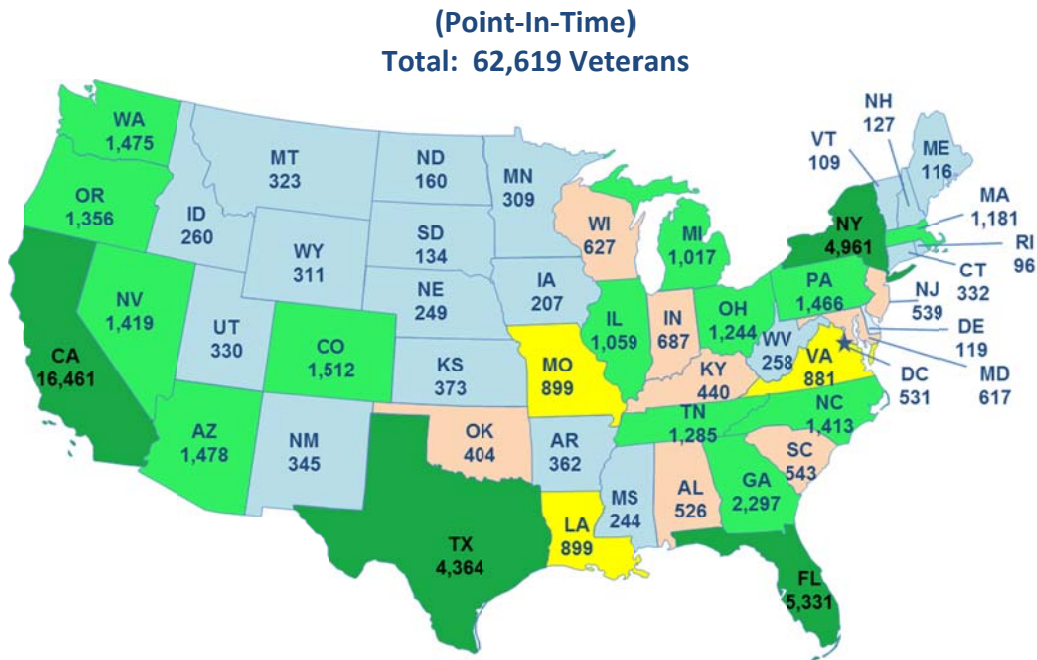 (Point-In-Time)
Total: 62,619 Veterans
WA
1,475
OR
1,356
CA
16,461
NV
1,419
ID
260
MT
323
WY
311
UT
330
AZ
1,478
CO
1,512
NM
345
ND
160
SD
134
NE
249
KS
373
OK
404
TX
4,364
MN
309
IA
207
MO
899
AR
362
LA
899
WI
627
IL
1,059
MI
1,017
IN
687
OH
1,244
KY
440
TN
1,285
MS
244
AL
526
GA
2,297
FL
5,331
SC
543
NC
1,413
VA
881
WV
258
PA
1,466
NY
4,961
VT
109
NH
127
ME
116
MA
1,181
RI
96
CT
332
NJ
539
DE
119
MD
617
DC
531